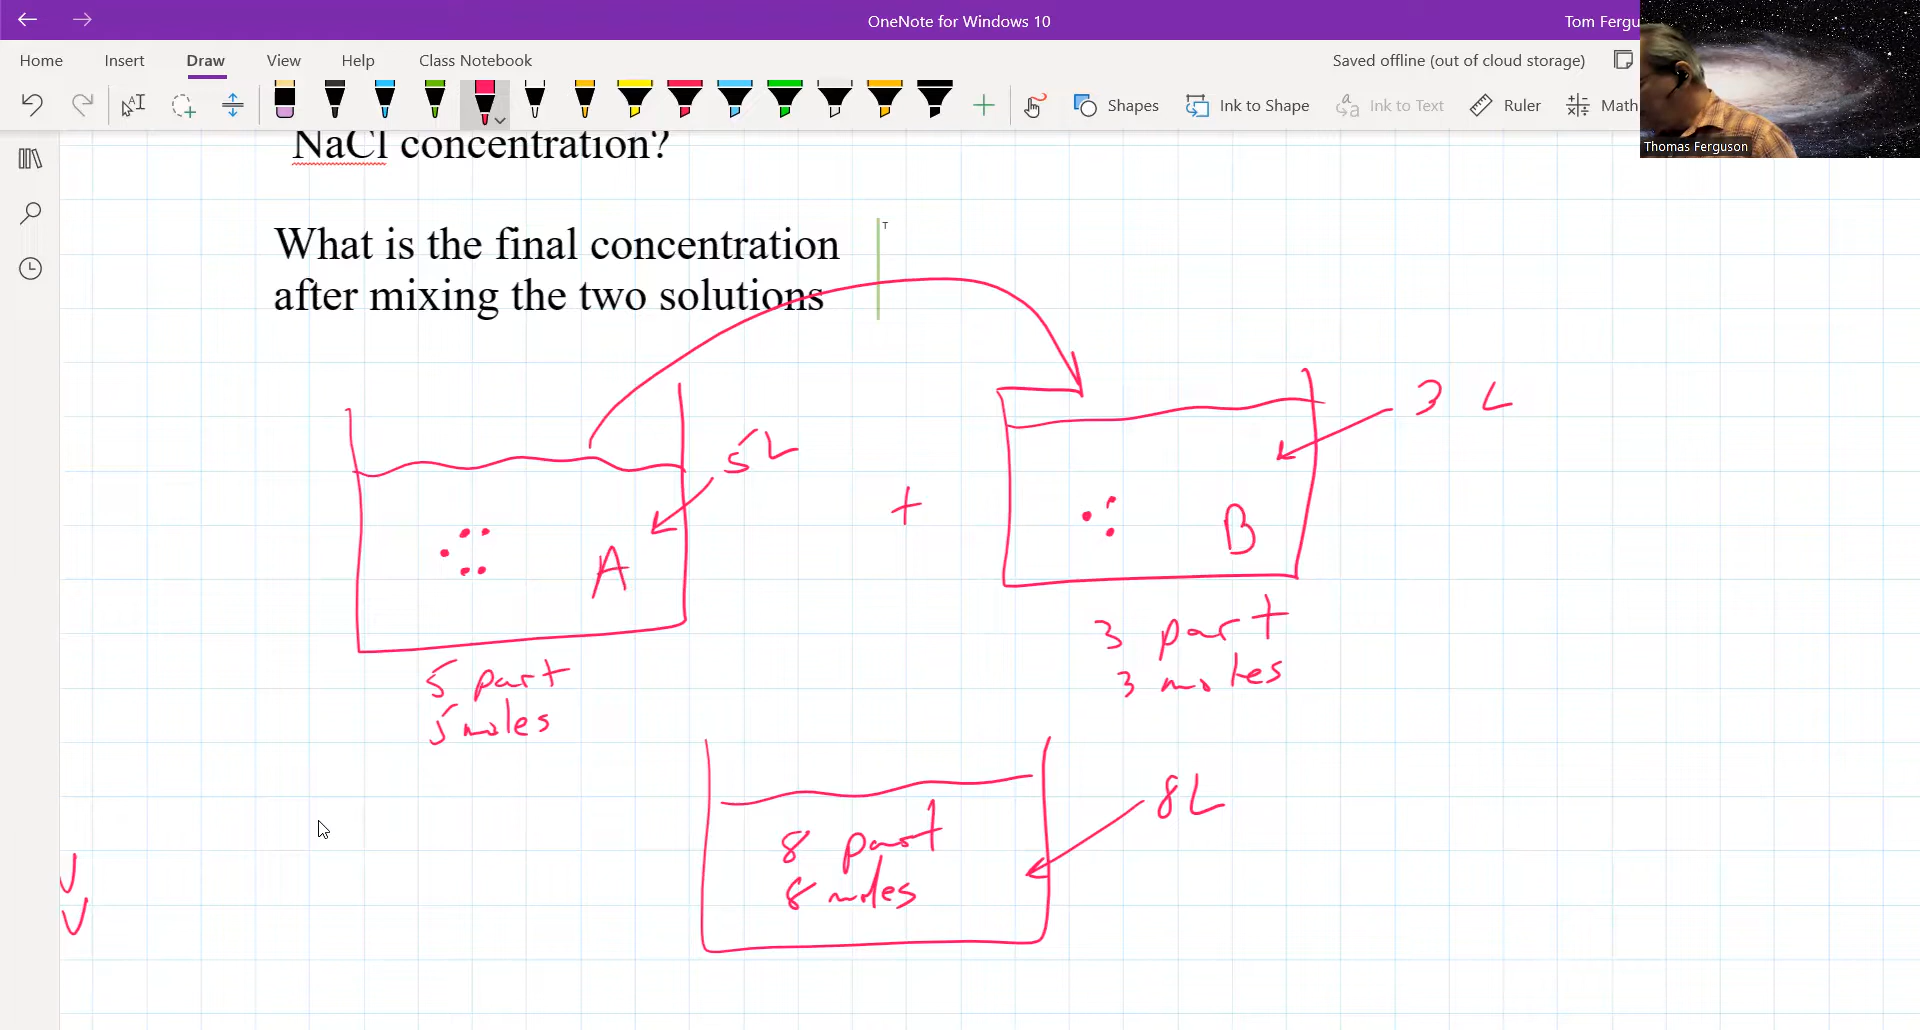 OneNote for Windows 10
Tom Fergu
Home Insert Draw View Help Class Notebook
Saved offline (out of cloud storage)
Shapes Ink to Shape Ink to Text Ruler Math
Thomas Ferguson
NaCl concentration?
What is the final concentration
after mixing the two solutions
T
5 L
3 L
+
A
B
5 part
5 moles
3 part
3 moles
8 part
8 moles
8 L
V